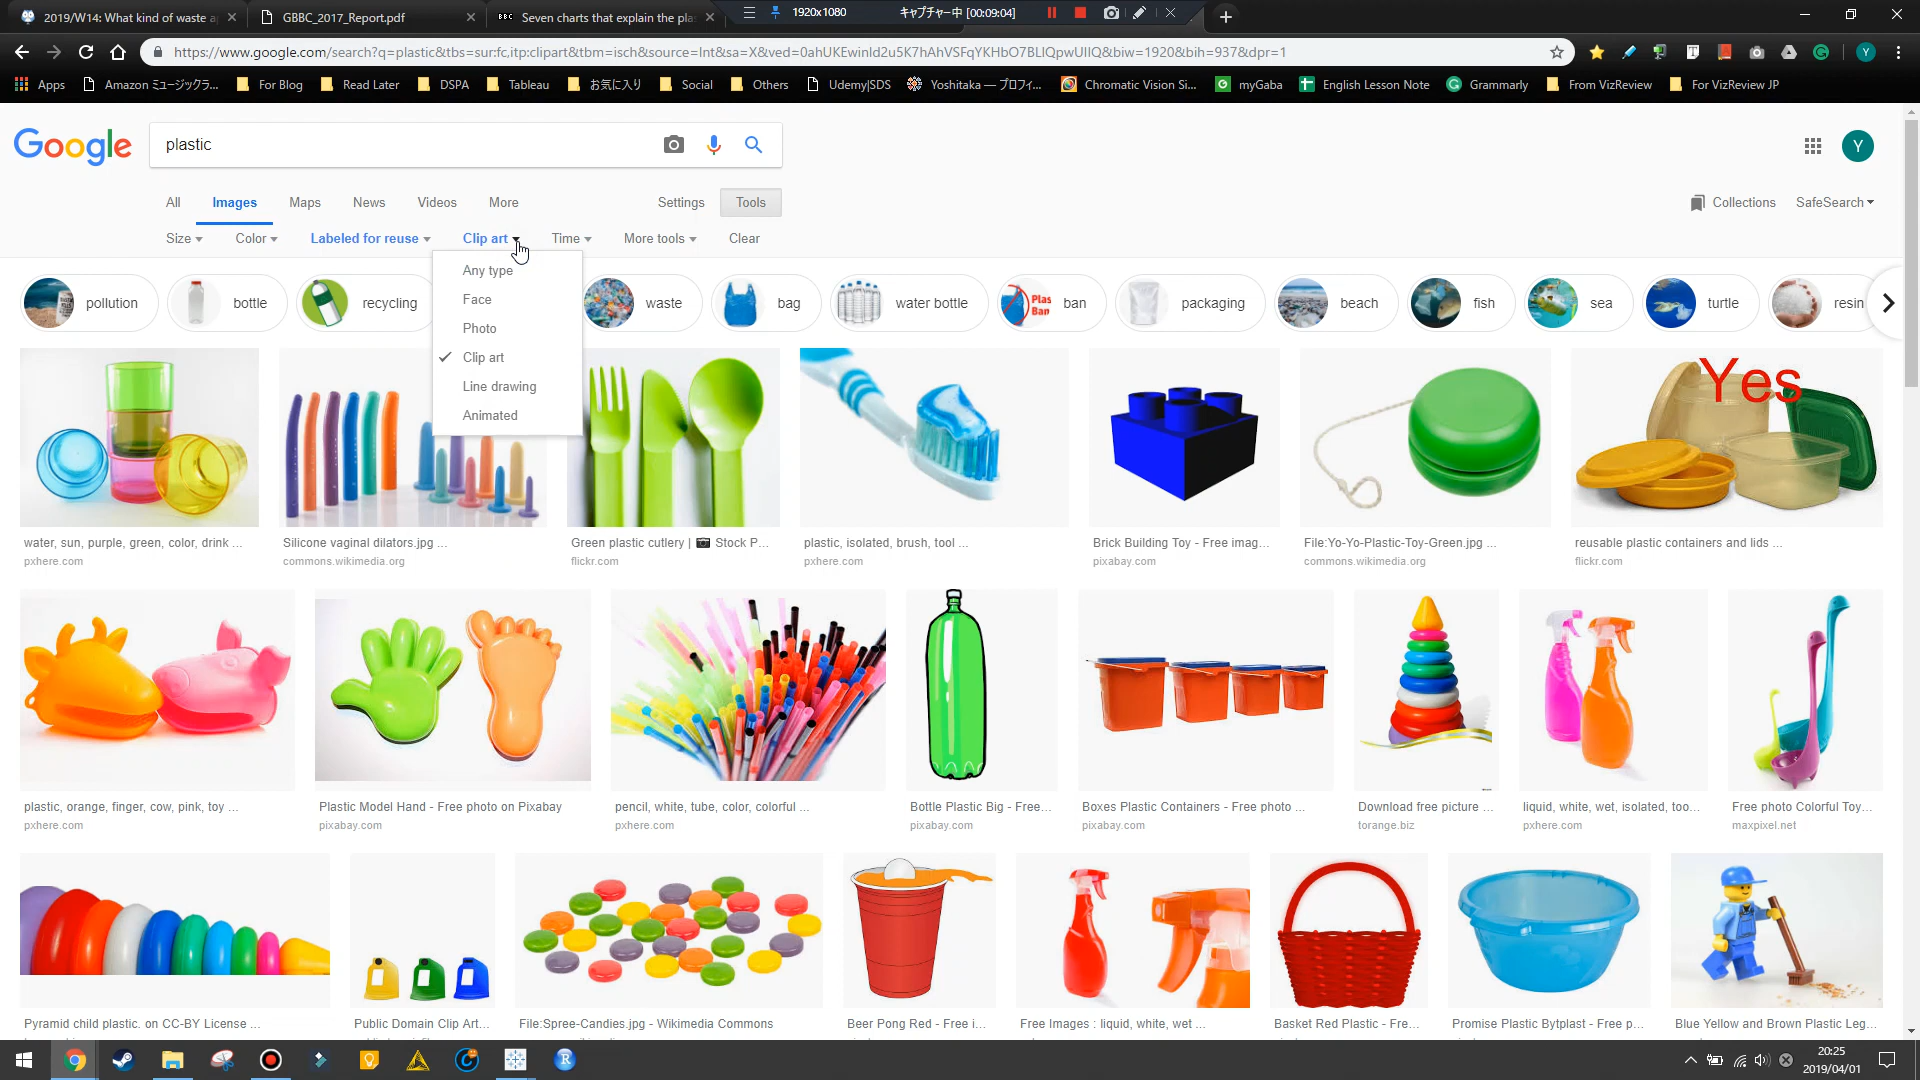 2019/W14: What kind of waste a
GBBC_2017_Report.pdf
BBC Seven charts that explain the pla
1920x1080
キャプチャー中 [00:09:04]
https://www.google.com/search?q=plastic&tbs=sur:fc,itp:clipart&tbm=isch&source=lnt&sa=X&ved=0ahUKEwinld2u5K7hAhVSFqYKHbO7BLIQpwUIIQ&biw=1920&bih=937&dpr=1
Y
Apps
Amazon ミュージックラ...
For Blog
Read Later
DSPA
Tableau
お気に入り
Social
Others
Udemy|SDS
Yoshitaka — プロフィ...
Chromatic Vision Si...
myGaba
English Lesson Note
Grammarly
From VizReview
For VizReview JP
Google
plastic
Y
All Images Maps News Videos More Settings Tools
Collections SafeSearch
Size Color Labeled for reuse Clip art Time More tools Clear
Any type
Face
Photo
Clip art
Line drawing
Animated
pollution bottle recycling waste bag water bottle ban packaging beach fish sea turtle resin
Plas
Ban
Yes
water, sun, purple, green, color, drink ...
pxhere.com
Silicone vaginal dilators.jpg ...
commons.wikimedia.org
Green plastic cutlery | Stock P...
flickr.com
plastic, isolated, brush, tool ...
pxhere.com
Brick Building Toy - Free imag...
pixabay.com
File:Yo-Yo-Plastic-Toy-Green.jpg ...
commons.wikimedia.org
reusable plastic containers and lids ...
flickr.com
plastic, orange, finger, cow, pink, toy ...
pxhere.com
Plastic Model Hand - Free photo on Pixabay
pixabay.com
pencil, white, tube, color, colorful ...
pxhere.com
Bottle Plastic Big - Free...
pixabay.com
Boxes Plastic Containers - Free photo ...
pixabay.com
Download free picture ...
torange.biz
liquid, white, wet, isolated, too...
pxhere.com
Free photo Colorful Toy...
maxpixel.net
Pyramid child plastic. on CC-BY License ...
Public Domain Clip Art...
File:Spree-Candies.jpg - Wikimedia Commons
Beer Pong Red - Free i...
Free Images : liquid, white, wet ...
Basket Red Plastic - Fre...
Promise Plastic Bytplast - Free p...
Blue Yellow and Brown Plastic Leg...
20:25
2019/04/01